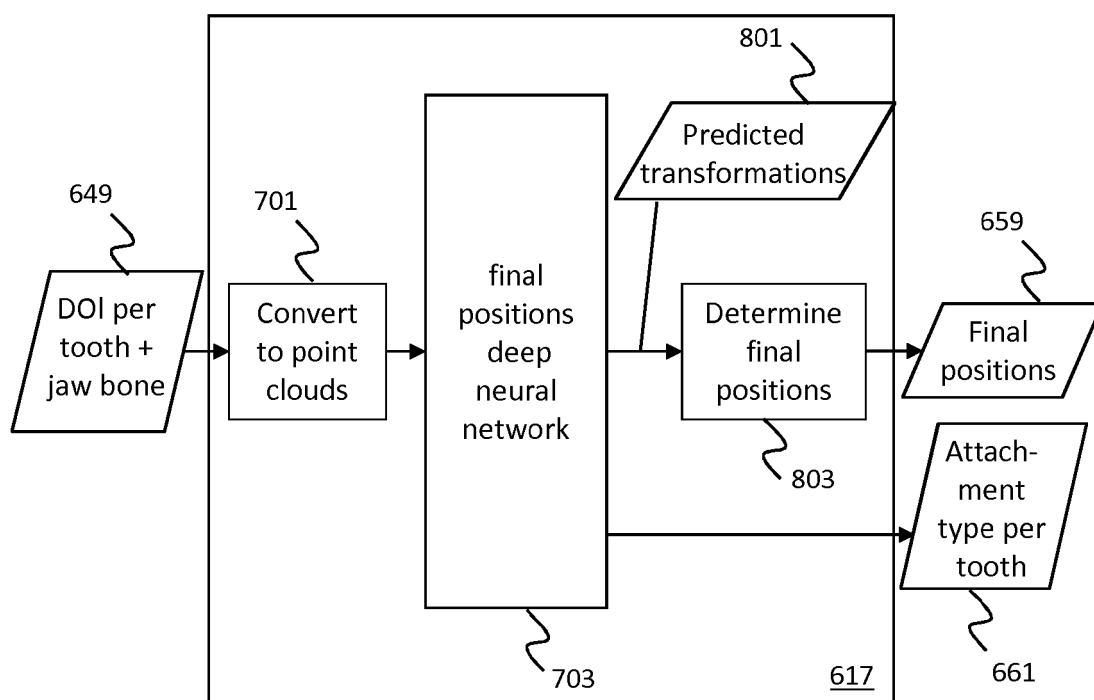 801
Predicted
transformations
649
701
659
DOI per
tooth +
jaw bone
Convert
to point
clouds
final
positions
deep
neural
network
Determine
final
positions
Final
positions
803
Attach-
ment
type per
tooth
703
617
661